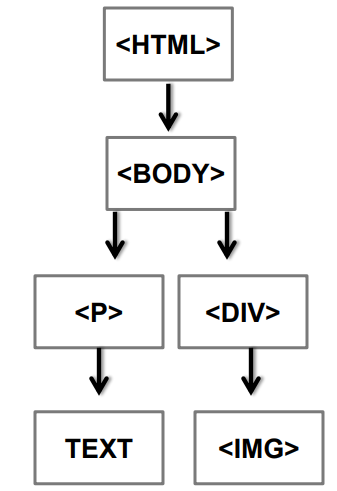 <HTML>
<BODY>
<P>
<DIV>
TEXT
<IMG>